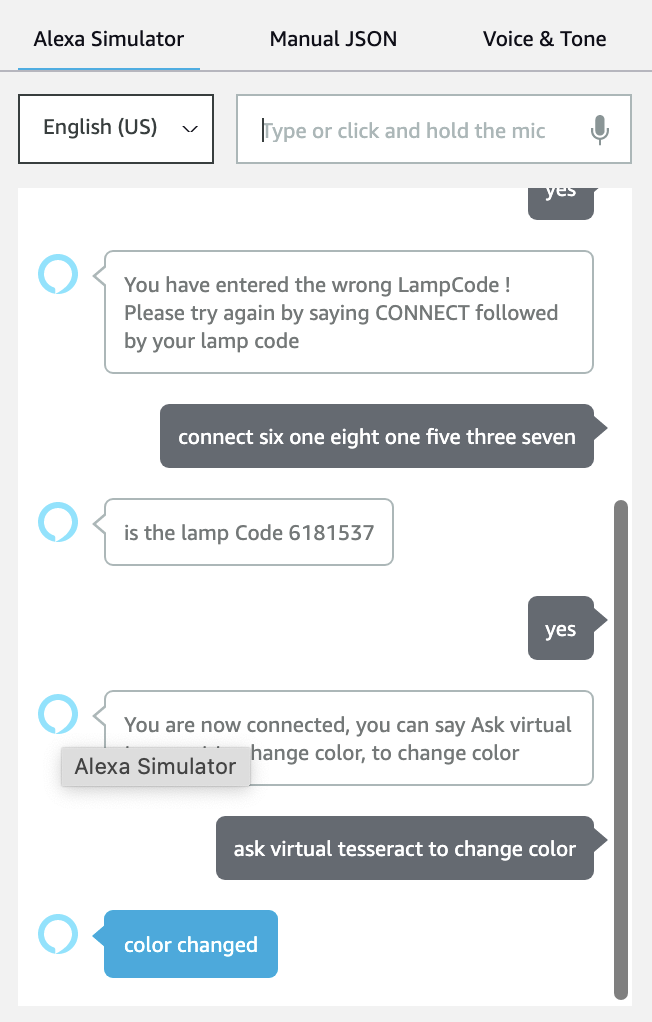 Alexa Simulator
Manual JSON
Voice & Tone
English (US)
Type or click and hold the mic
yes
You have entered the wrong LampCode !
Please try again by saying CONNECT followed
by your lamp code
connect six one eight one five three seven
is the lamp Code 6181537
yes
You are now connected, you can say Ask virtual
change color, to change color
Alexa Simulator
ask virtual tesseract to change color
color changed